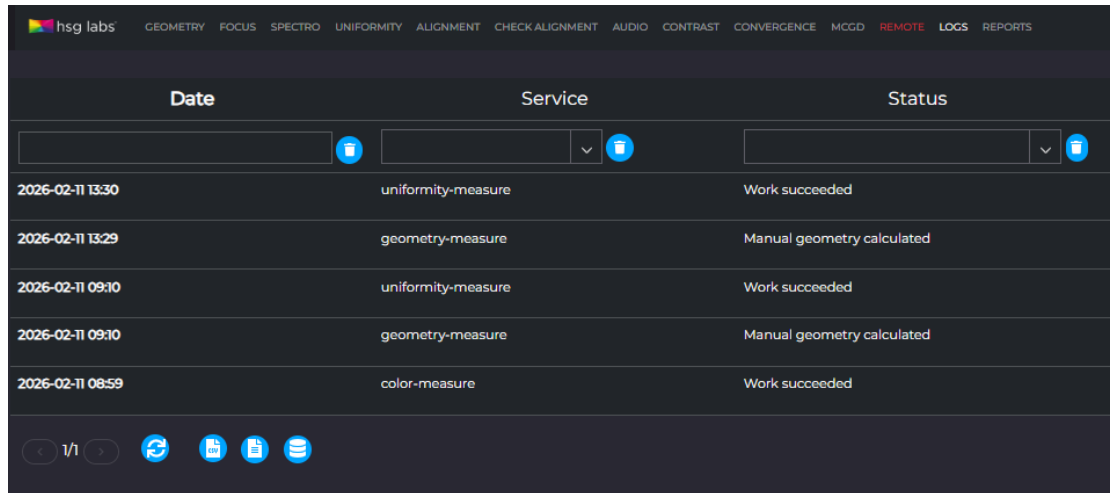 hsg labs GEOMETRY FOCUS SPECTRO UNIFORMITY ALIGNMENT CHECK ALIGNMENT AUDIO CONTRAST CONVERGENCE MCGD REMOTE LOGS REPORTS
Date Service Status
2026-02-11 13:30 uniformity-measure Work succeeded
2026-02-11 13:29 geometry-measure Manual geometry calculated
2026-02-11 09:10 uniformity-measure Work succeeded
2026-02-11 09:10 geometry-measure Manual geometry calculated
2026-02-11 08:59 color-measure Work succeeded
1/1 CSV